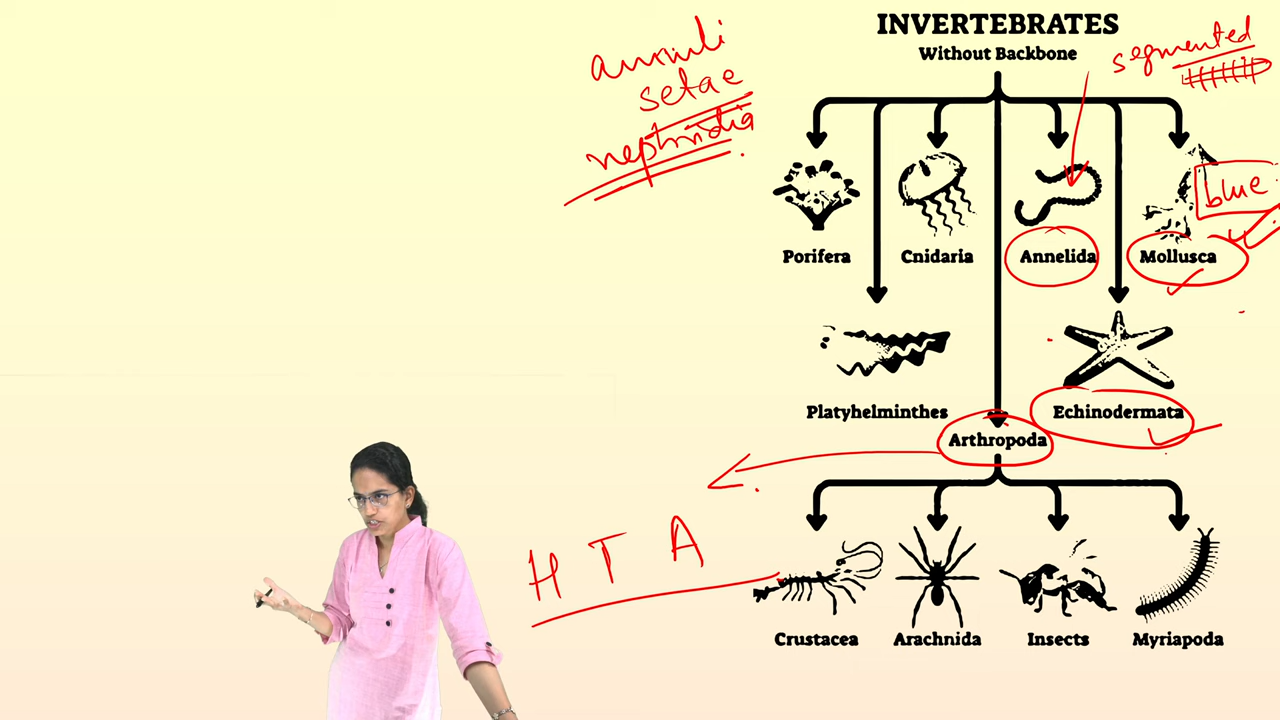 INVERTEBRATES
Without Backbone
annuli
setae
nephridia
segmented
blue
Porifera
Cnidaria
Annelida
Mollusca
Platyhelminthes
Echinodermata
Arthropoda
H T A
Crustacea
Arachnida
Insects
Myriapoda